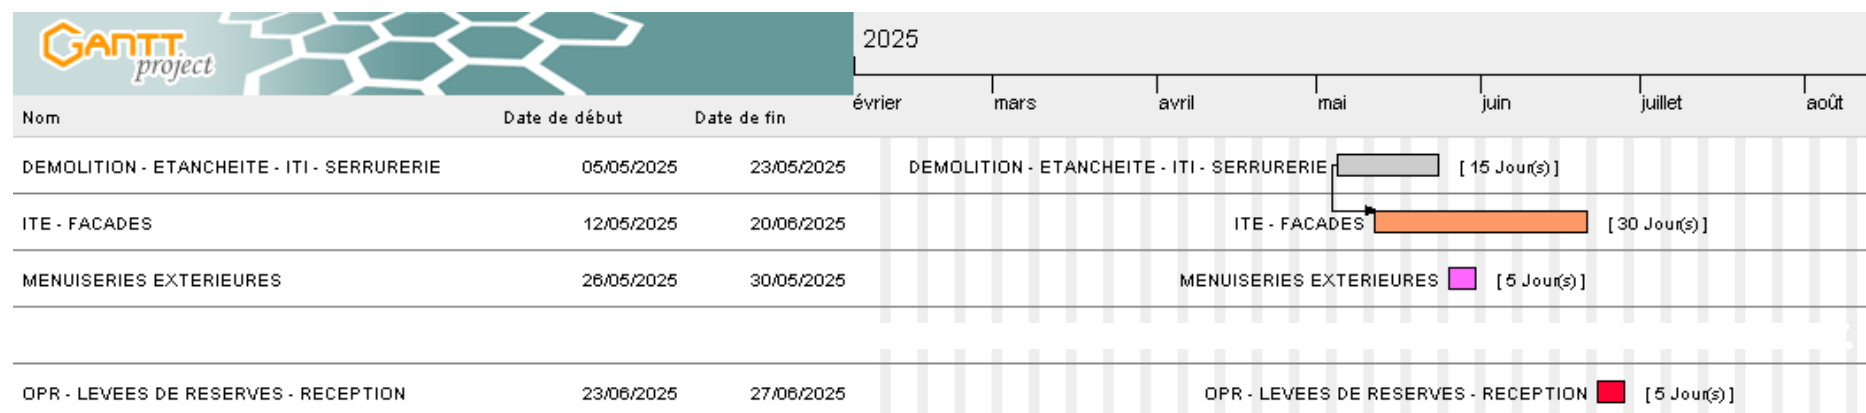 GANTT
project
2025
évrier mars avril mai juin juillet août
Nom Date de début Date de fin
DEMOLITION - ETANCHEITE - ITI - SERRURERIE 05/05/2025 23/05/2025 DEMOLITION - ETANCHEITE - ITI - SERRURERIE [ 15 Jour(s) ]
ITE - FACADES 12/05/2025 20/06/2025 ITE - FACADES [ 30 Jour(s) ]
MENUISERIES EXTERIEURES 26/05/2025 30/05/2025 MENUISERIES EXTERIEURES [ 5 Jour(s) ]
OPR - LEVEES DE RESERVES - RECEPTION 23/06/2025 27/06/2025 OPR - LEVEES DE RESERVES - RECEPTION [ 5 Jour(s) ]